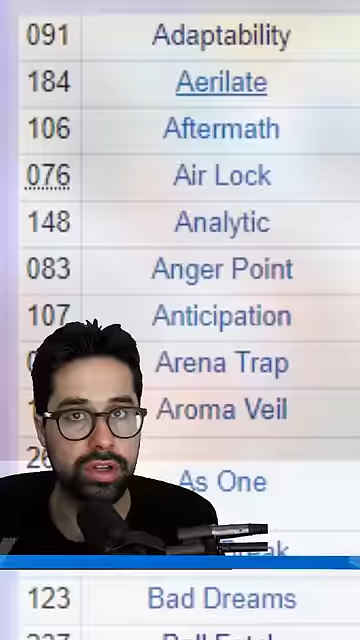 091 Adaptability
184 Aerilate
106 Aftermath
076 Air Lock
148 Analytic
083 Anger Point
107 Anticipation
Arena Trap
Aroma Veil
As One
123 Bad Dreams